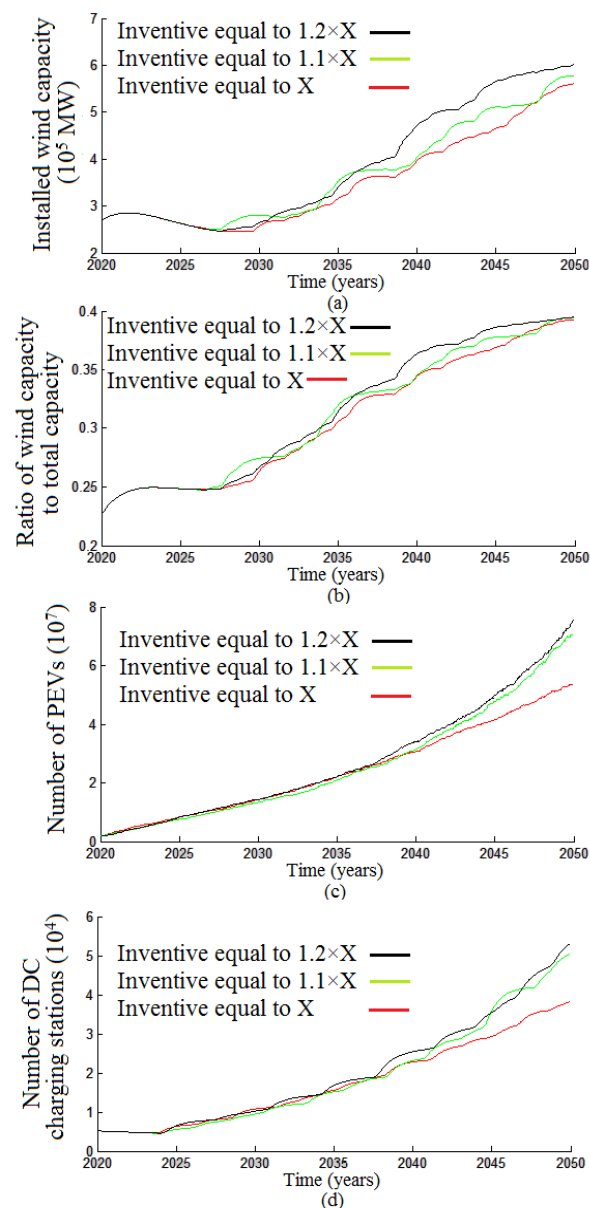 Installed wind capacity
(10⁵ MW)
7
6
5
4
3
2
Inventive equal to 1.2×X
Inventive equal to 1.1×X
Inventive equal to X
2020 2025 2030 2035 2040 2045 2050
Time (years)
(a)
Ratio of wind capacity
to total capacity
0.4
0.35
0.3
0.25
0.2
Inventive equal to 1.2×X
Inventive equal to 1.1×X
Inventive equal to X
2020 2025 2030 2035 2040 2045 2050
Time (years)
(b)
Number of PEVs (10⁷)
8
6
4
2
0
Inventive equal to 1.2×X
Inventive equal to 1.1×X
Inventive equal to X
2020 2025 2030 2035 2040 2045 2050
Time (years)
(c)
Number of DC
charging stations (10⁴)
6
5
4
3
2
1
0
Inventive equal to 1.2×X
Inventive equal to 1.1×X
Inventive equal to X
2020 2025 2030 2035 2040 2045 2050
Time (years)
(d)